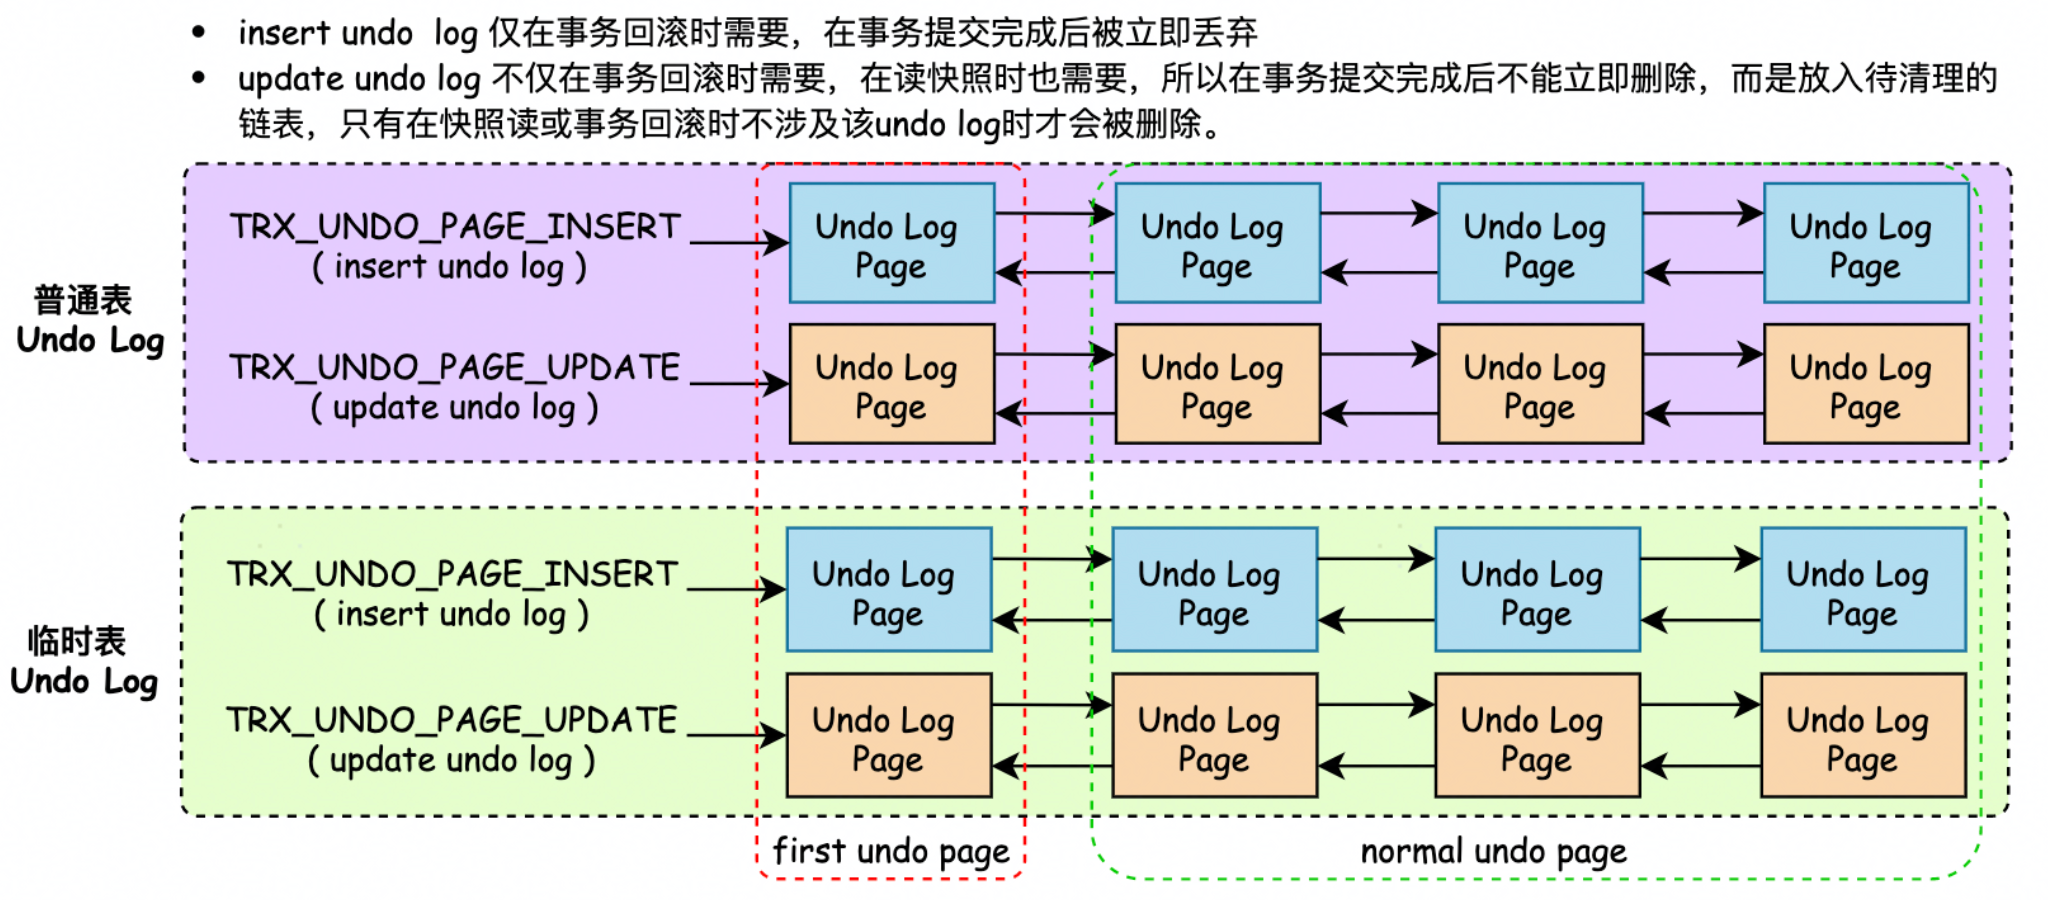 • insert undo log 仅在事务回滚时需要，在事务提交完成后被立即丢弃
• update undo log 不仅在事务回滚时需要，在读快照时也需要，所以在事务提交完成后不能立即删除，而是放入待清理的
链表，只有在快照读或事务回滚时不涉及该undo log时才会被删除。
普通表
Undo Log
TRX_UNDO_PAGE_INSERT
( insert undo log )
Undo Log
Page
Undo Log
Page
Undo Log
Page
Undo Log
Page
TRX_UNDO_PAGE_UPDATE
( update undo log )
Undo Log
Page
Undo Log
Page
Undo Log
Page
Undo Log
Page
临时表
Undo Log
TRX_UNDO_PAGE_INSERT
( insert undo log )
Undo Log
Page
Undo Log
Page
Undo Log
Page
Undo Log
Page
TRX_UNDO_PAGE_UPDATE
( update undo log )
Undo Log
Page
Undo Log
Page
Undo Log
Page
Undo Log
Page
first undo page
normal undo page